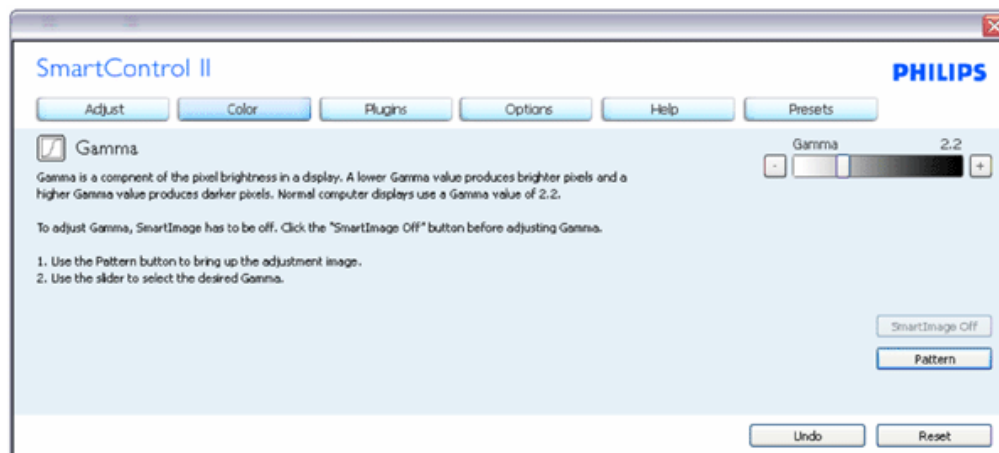 SmartControl II
PHILIPS
Adjust Color Plugins Options Help Presets
Gamma
Gamma 2.2
- +
Gamma is a compnent of the pixel brightness in a display. A lower Gamma value produces brighter pixels and a
higher Gamma value produces darker pixels. Normal computer displays use a Gamma value of 2.2.
To adjust Gamma, SmartImage has to be off. Click the "SmartImage Off" button before adjusting Gamma.
1. Use the Pattern button to bring up the adjustment image.
2. Use the slider to select the desired Gamma.
SmartImage Off
Pattern
Undo Reset